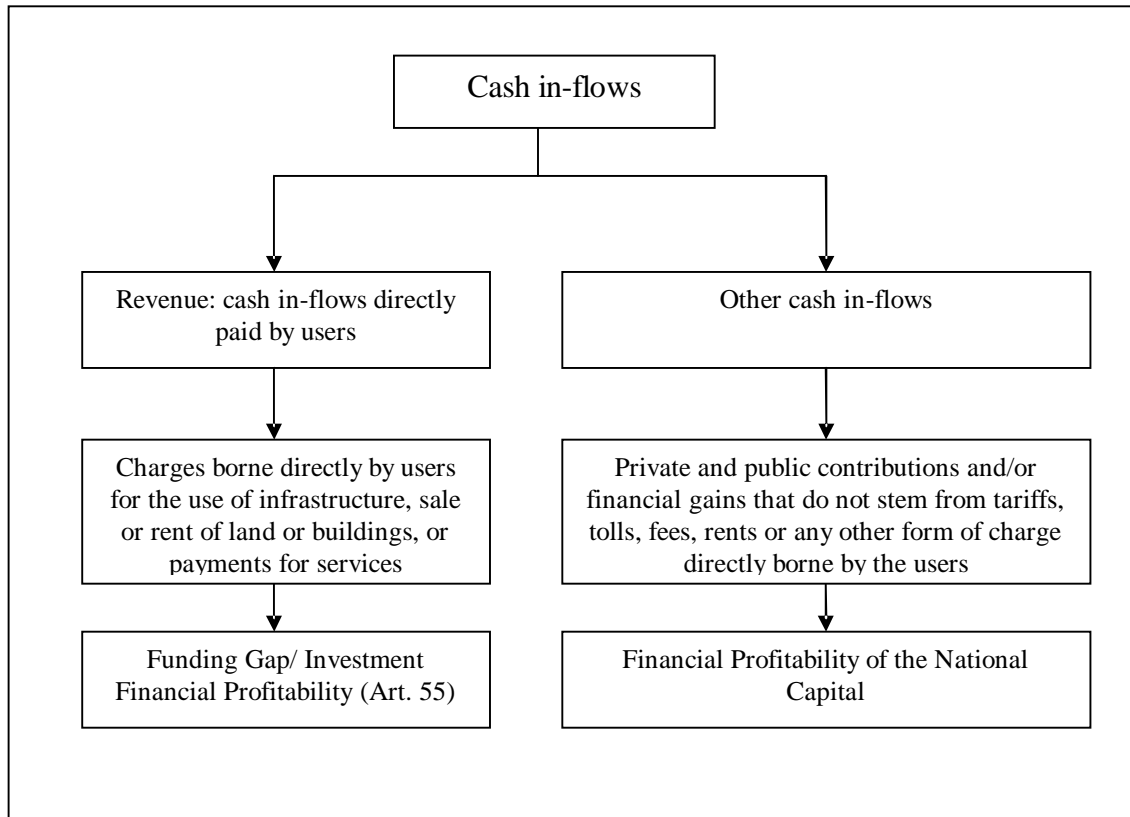 Cash in-flows
Revenue: cash in-flows directly
paid by users
Other cash in-flows
Charges borne directly by users
for the use of infrastructure, sale
or rent of land or buildings, or
payments for services
Private and public contributions and/or
financial gains that do not stem from tariffs,
tolls, fees, rents or any other form of charge
directly borne by the users
Funding Gap/ Investment
Financial Profitability (Art. 55)
Financial Profitability of the National
Capital